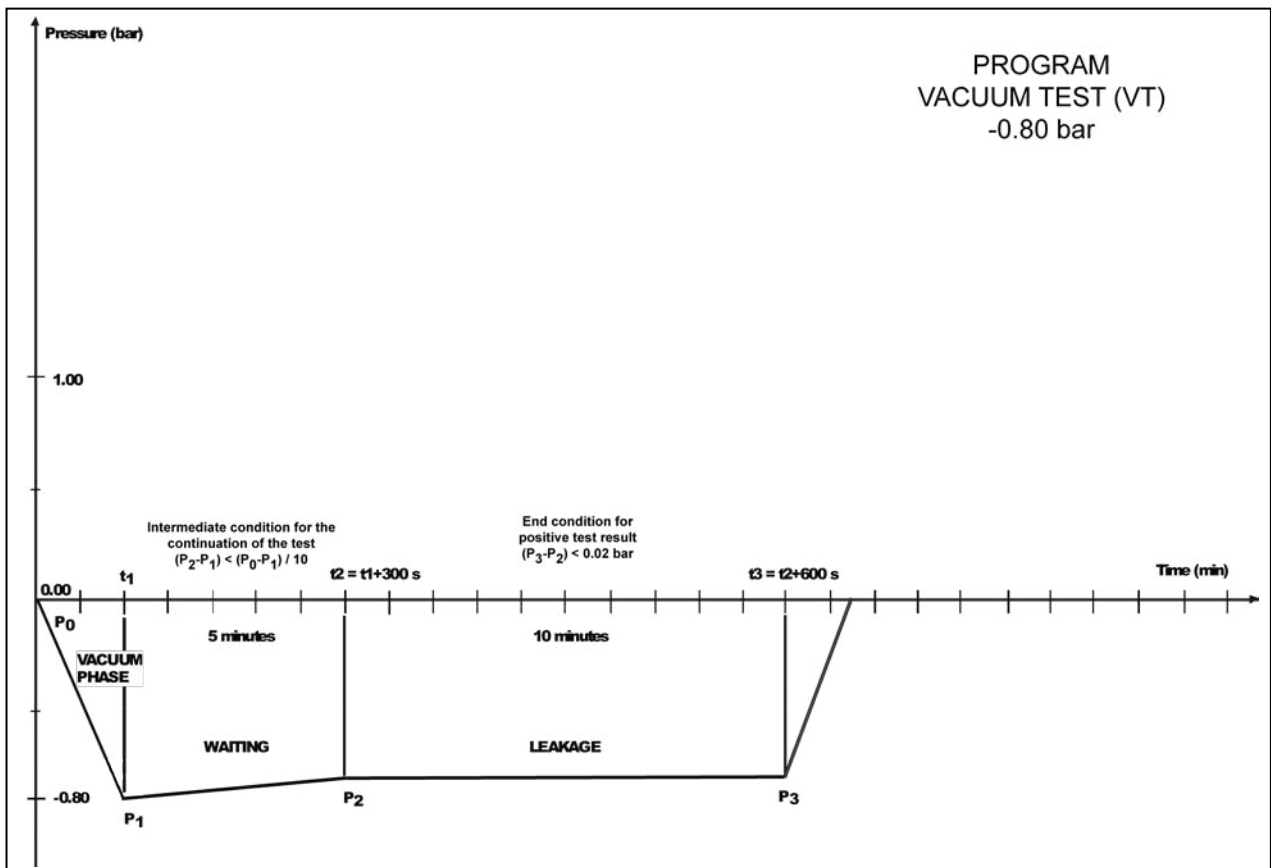 Pressure (bar)
PROGRAM
VACUUM TEST (VT)
-0.80 bar
1.00
Intermediate condition for the
continuation of the test
(P2-P1) < (P0-P1) / 10
End condition for
positive test result
(P3-P2) < 0.02 bar
t1
t2 = t1+300 s
t3 = t2+600 s
Time (min)
0.00
P0
5 minutes
10 minutes
VACUUM
PHASE
WAITING
LEAKAGE
-0.80
P1
P2
P3